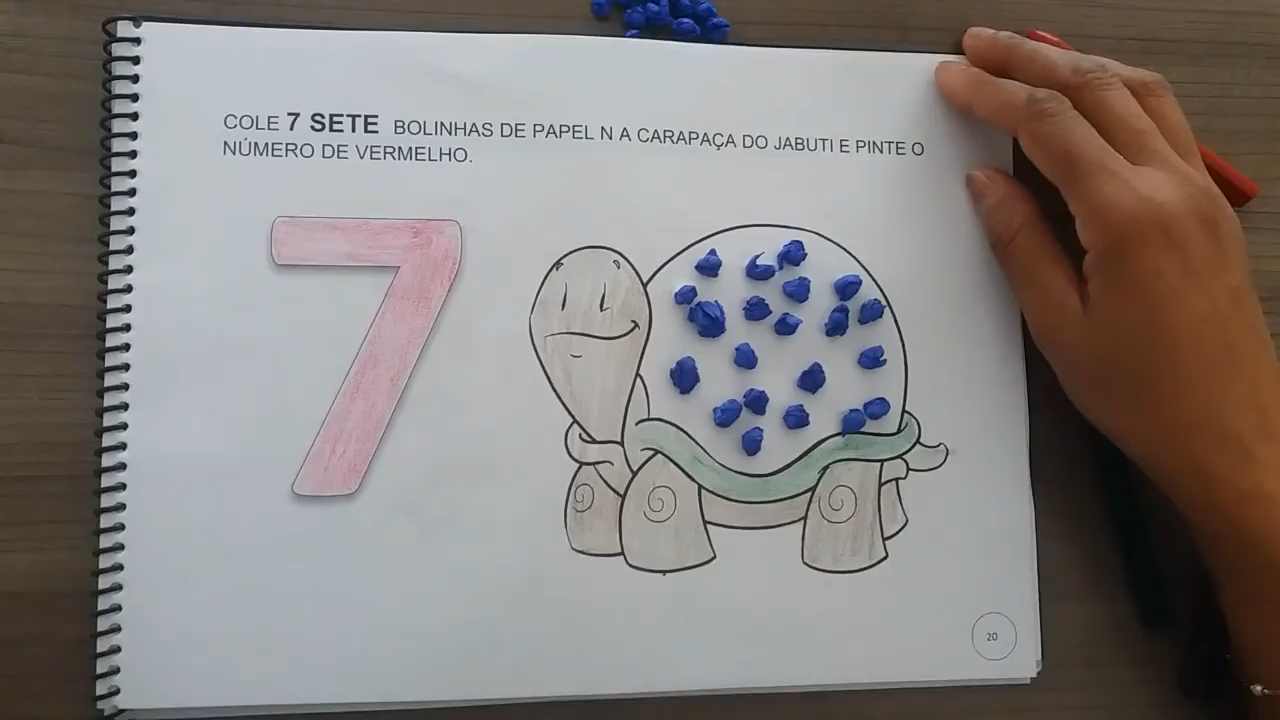 COLE 7 SETE BOLINHAS DE PAPEL N A CARAPAÇA DO JABUTI E PINTE O
NÚMERO DE VERMELHO.
7
20